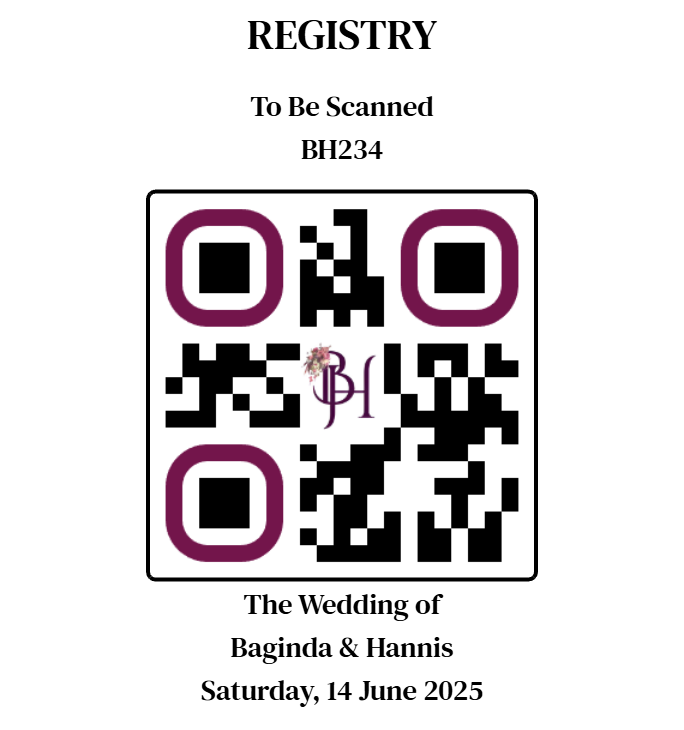 REGISTRY
To Be Scanned
BH234
BH
The Wedding of
Baginda & Hannis
Saturday, 14 June 2025